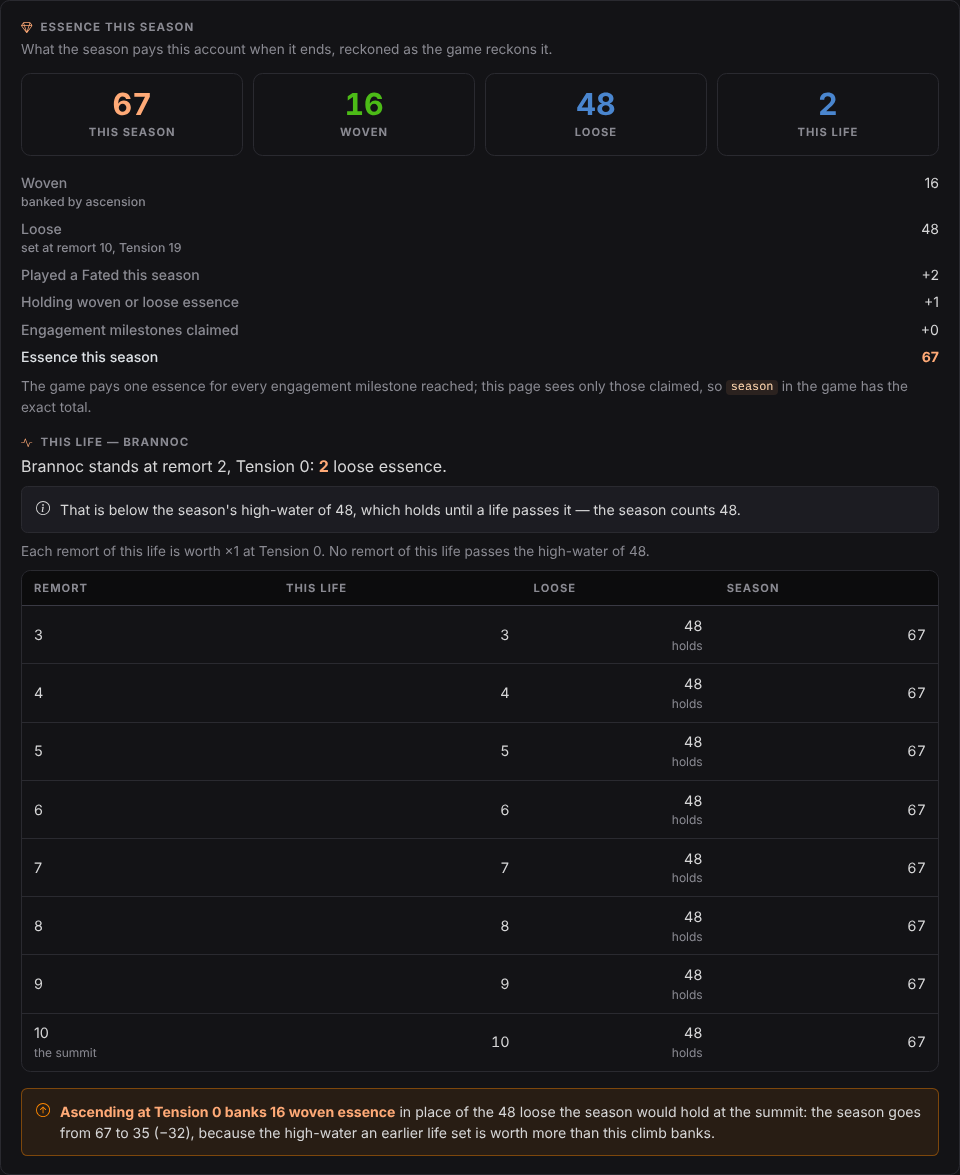 ESSENCE THIS SEASON
What the season pays this account when it ends, reckoned as the game reckons it.
67
THIS SEASON
16
WOVEN
48
LOOSE
2
THIS LIFE
Woven 16
banked by ascension
Loose 48
set at remort 10, Tension 19
Played a Fated this season +2
Holding woven or loose essence +1
Engagement milestones claimed +0
Essence this season 67
The game pays one essence for every engagement milestone reached; this page sees only those claimed, so season in the game has the
exact total.
THIS LIFE — BRANNOC
Brannoc stands at remort 2, Tension 0: 2 loose essence.
That is below the season's high-water of 48, which holds until a life passes it — the season counts 48.
Each remort of this life is worth ×1 at Tension 0. No remort of this life passes the high-water of 48.
REMORT THIS LIFE LOOSE SEASON
3 3 48 67
holds
4 4 48 67
holds
5 5 48 67
holds
6 6 48 67
holds
7 7 48 67
holds
8 8 48 67
holds
9 9 48 67
holds
10 10 48 67
the summit holds
Ascending at Tension 0 banks 16 woven essence in place of the 48 loose the season would hold at the summit: the season goes
from 67 to 35 (−32), because the high-water an earlier life set is worth more than this climb banks.